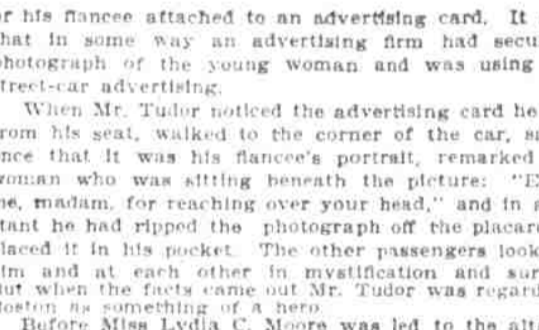 or his fiancee attached to an advertising card. It
hat in some way an advertising firm had secu
hotograph of the young woman and was using
treet-car advertising.
When Mr. Tudor noticed the advertising card he
rom his seat, walked to the corner of the car, sa
nce that it was his fiancee's portrait, remarked
woman who was sitting beneath the picture: "E
ne, madam, for reaching over your head," and in a
tant he had ripped the photograph off the placard
laced it in his pocket. The other passengers look
im and at each other in mystification and sur
ut when the facts came out Mr. Tudor was regard
Boston as something of a hero.
Before Miss Lydia C. Moore was led to the alt